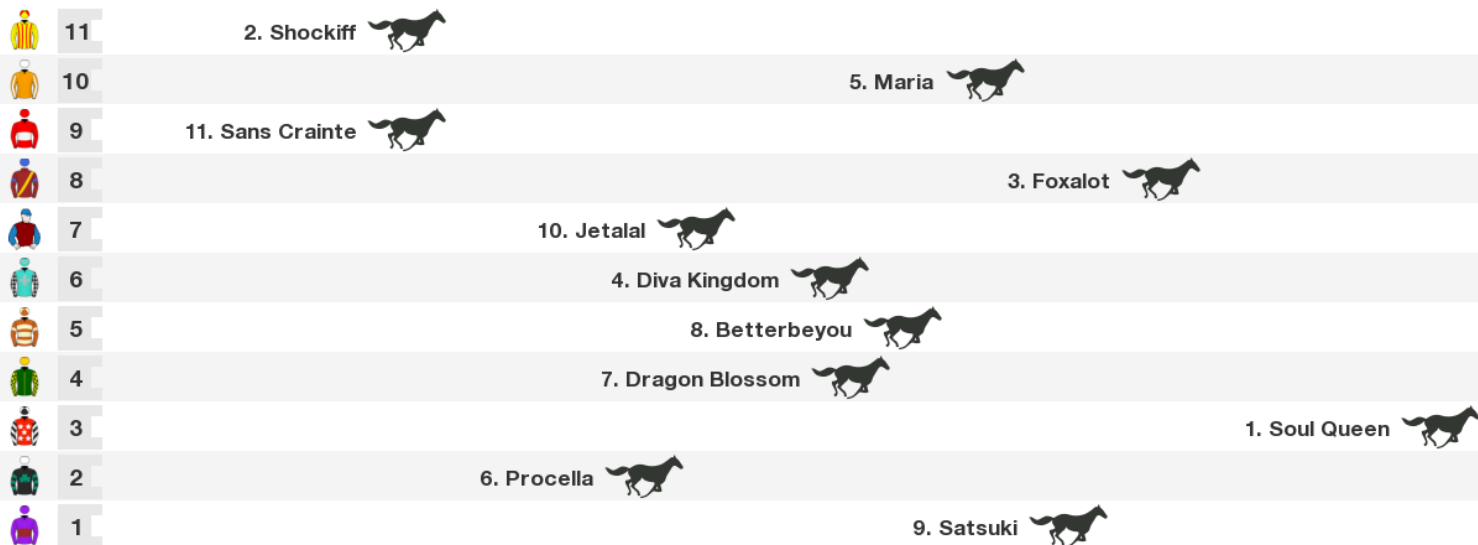 11 2. Shockiff
10 5. Maria
9 11. Sans Crainte
8 3. Foxalot
7 10. Jetalal
6 4. Diva Kingdom
5 8. Betterbeyou
4 7. Dragon Blossom
3 1. Soul Queen
2 6. Procella
1 9. Satsuki